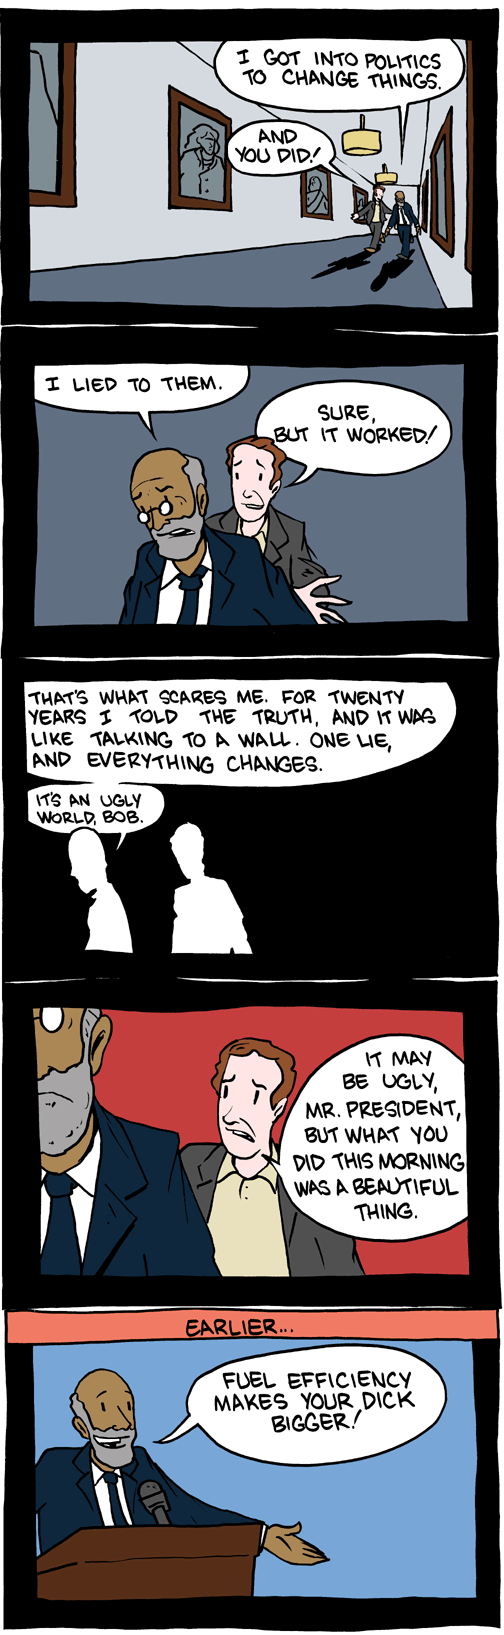 I GOT INTO POLITICS
TO CHANGE THINGS.
AND
YOU DID!
I LIED TO THEM.
SURE,
BUT IT WORKED!
THAT'S WHAT SCARES ME. FOR TWENTY
YEARS I TOLD THE TRUTH, AND IT WAS
LIKE TALKING TO A WALL. ONE LIE,
AND EVERYTHING CHANGES.
IT'S AN UGLY
WORLD, BOB.
IT MAY
BE UGLY,
MR. PRESIDENT,
BUT WHAT YOU
DID THIS MORNING
WAS A BEAUTIFUL
THING.
EARLIER...
FUEL EFFICIENCY
MAKES YOUR DICK
BIGGER!